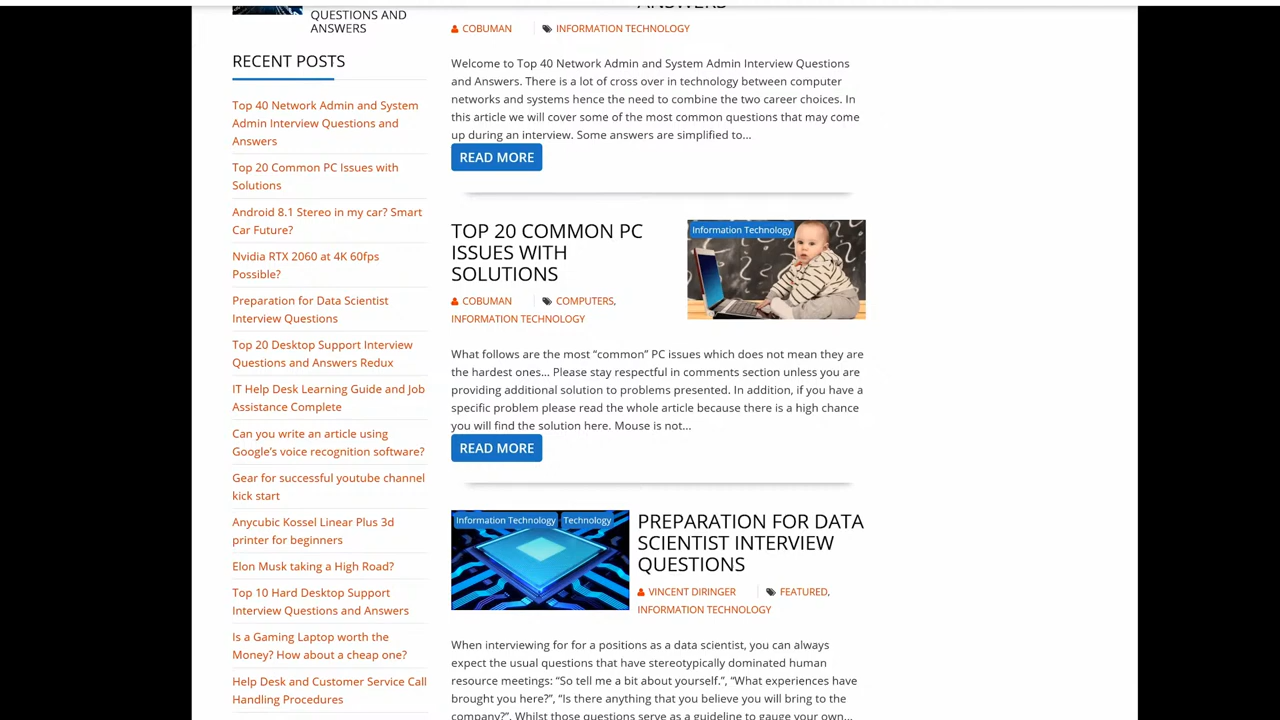 QUESTIONS AND
ANSWERS
RECENT POSTS
Top 40 Network Admin and System
Admin Interview Questions and
Answers
Top 20 Common PC Issues with
Solutions
Android 8.1 Stereo in my car? Smart
Car Future?
Nvidia RTX 2060 at 4K 60fps
Possible?
Preparation for Data Scientist
Interview Questions
Top 20 Desktop Support Interview
Questions and Answers Redux
IT Help Desk Learning Guide and Job
Assistance Complete
Can you write an article using
Google’s voice recognition software?
Gear for successful youtube channel
kick start
Anycubic Kossel Linear Plus 3d
printer for beginners
Elon Musk taking a High Road?
Top 10 Hard Desktop Support
Interview Questions and Answers
Is a Gaming Laptop worth the
Money? How about a cheap one?
Help Desk and Customer Service Call
Handling Procedures
ANSWERS
COBUMAN INFORMATION TECHNOLOGY
Welcome to Top 40 Network Admin and System Admin Interview Questions
and Answers. There is a lot of cross over in technology between computer
networks and systems hence the need to combine the two career choices. In
this article we will cover some of the most common questions that may come
up during an interview. Some answers are simplified to...
READ MORE
TOP 20 COMMON PC
ISSUES WITH
SOLUTIONS
COBUMAN COMPUTERS,
INFORMATION TECHNOLOGY
Information Technology
What follows are the most “common” PC issues which does not mean they are
the hardest ones... Please stay respectful in comments section unless you are
providing additional solution to problems presented. In addition, if you have a
specific problem please read the whole article because there is a high chance
you will find the solution here. Mouse is not...
READ MORE
Information Technology Technology
PREPARATION FOR DATA
SCIENTIST INTERVIEW
QUESTIONS
VINCENT DIRINGER FEATURED,
INFORMATION TECHNOLOGY
When interviewing for for a positions as a data scientist, you can always
expect the usual questions that have stereotypically dominated human
resource meetings: “So tell me a bit about yourself.”, “What experiences have
brought you here?”, “Is there anything that you believe you will bring to the
company?”. Whilst those questions serve as a guideline to gauge your own...